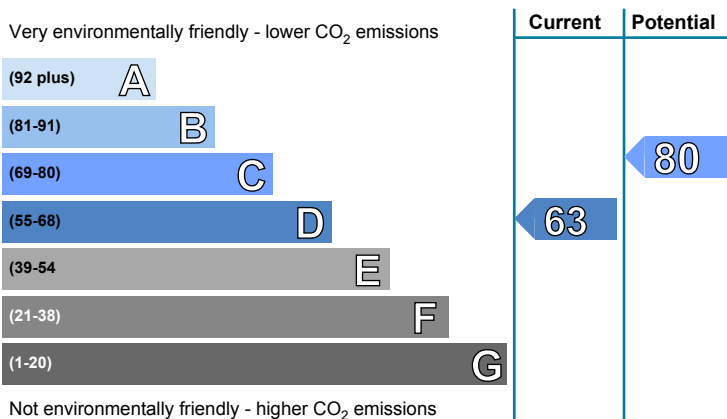 Very environmentally friendly - lower CO2 emissions
Current
Potential
(92 plus) A
(81-91) B
(69-80) C
80
(55-68) D
63
(39-54 E
(21-38) F
(1-20) G
Not environmentally friendly - higher CO2 emissions